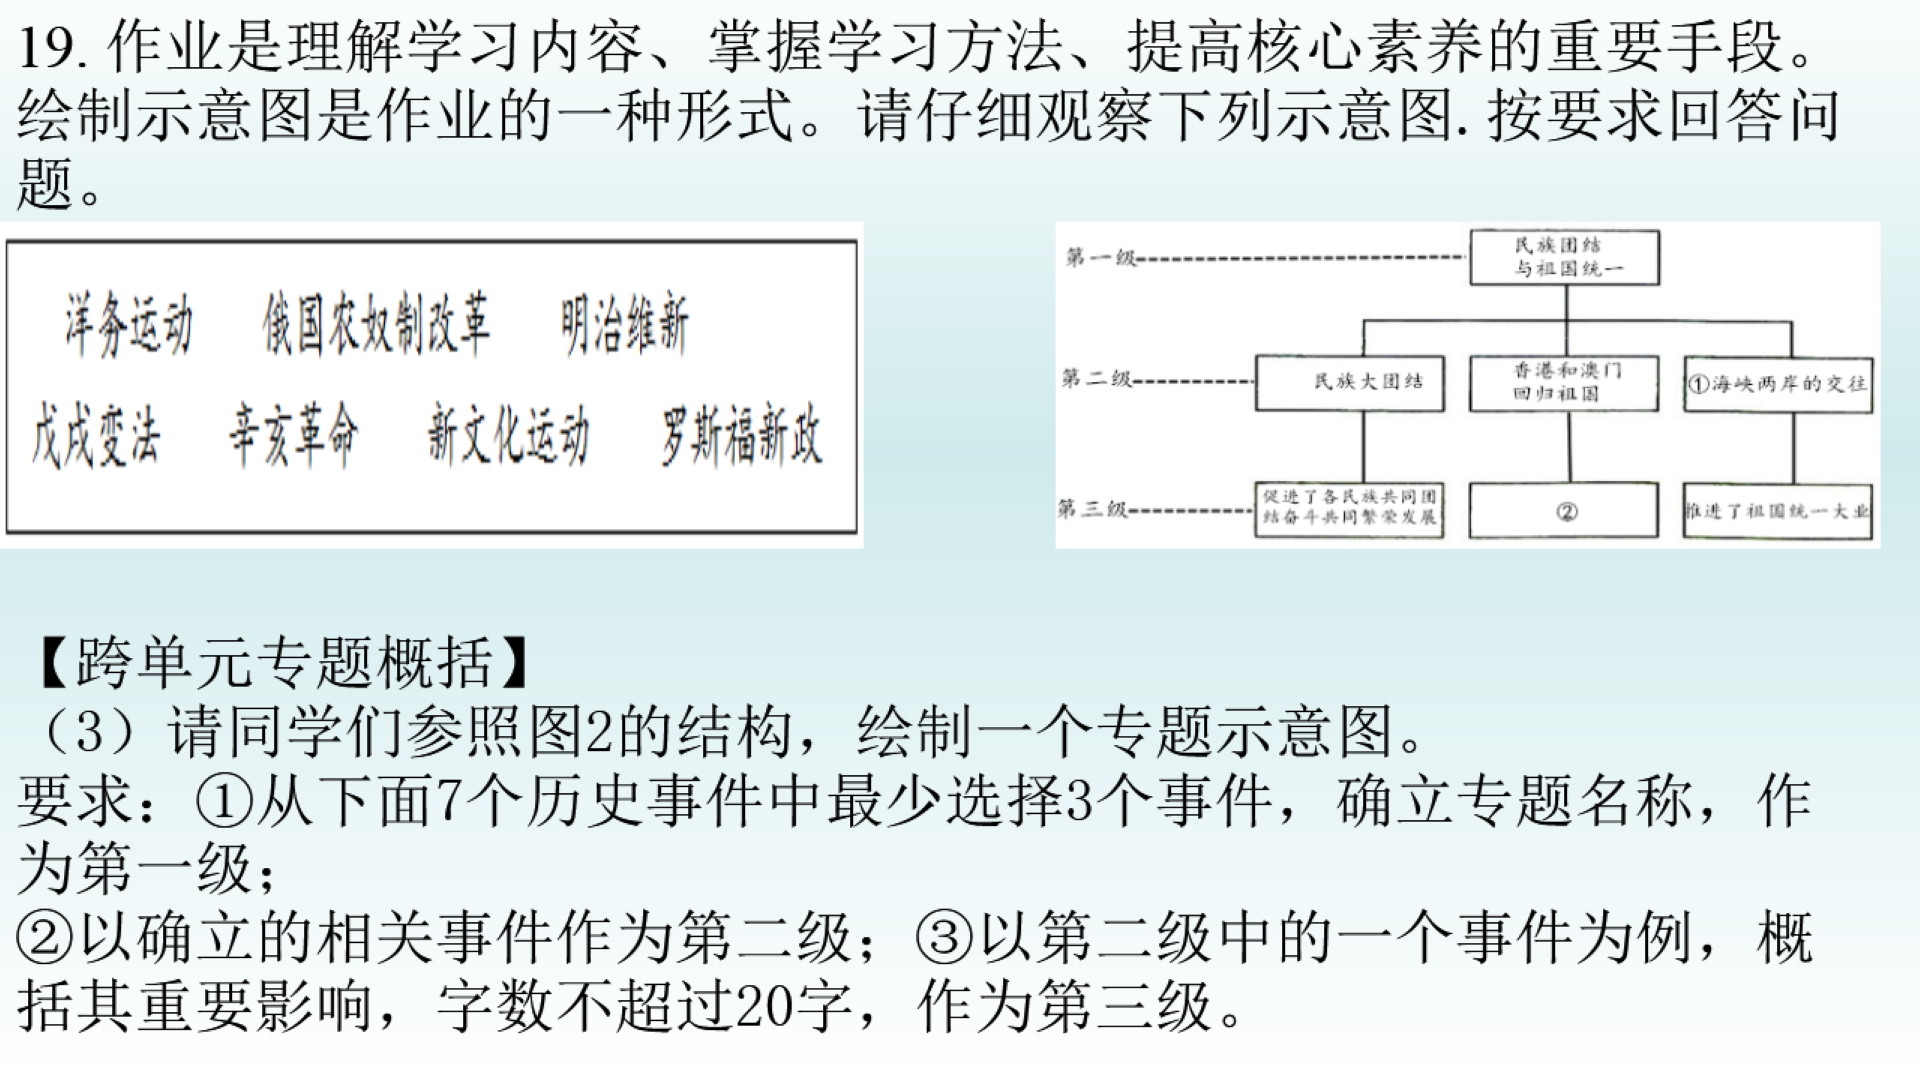 19. 作业是理解学习内容、掌握学习方法、提高核心素养的重要手段。
绘制示意图是作业的一种形式。请仔细观察下列示意图. 按要求回答问
题。
洋务运动 俄国农奴制改革 明治维新
戊戌变法 辛亥革命 新文化运动 罗斯福新政
第一级
民族团结
与祖国统一
第二级
民族大团结
香港和澳门
回归祖国
①海峡两岸的交往
第三级
促进了各民族共同团
结奋斗共同繁荣发展
②
推进了祖国统一大业
【跨单元专题概括】
（3）请同学们参照图2的结构，绘制一个专题示意图。
要求：①从下面7个历史事件中最少选择3个事件，确立专题名称，作
为第一级；
②以确立的相关事件作为第二级；③以第二级中的一个事件为例，概
括其重要影响，字数不超过20字，作为第三级。